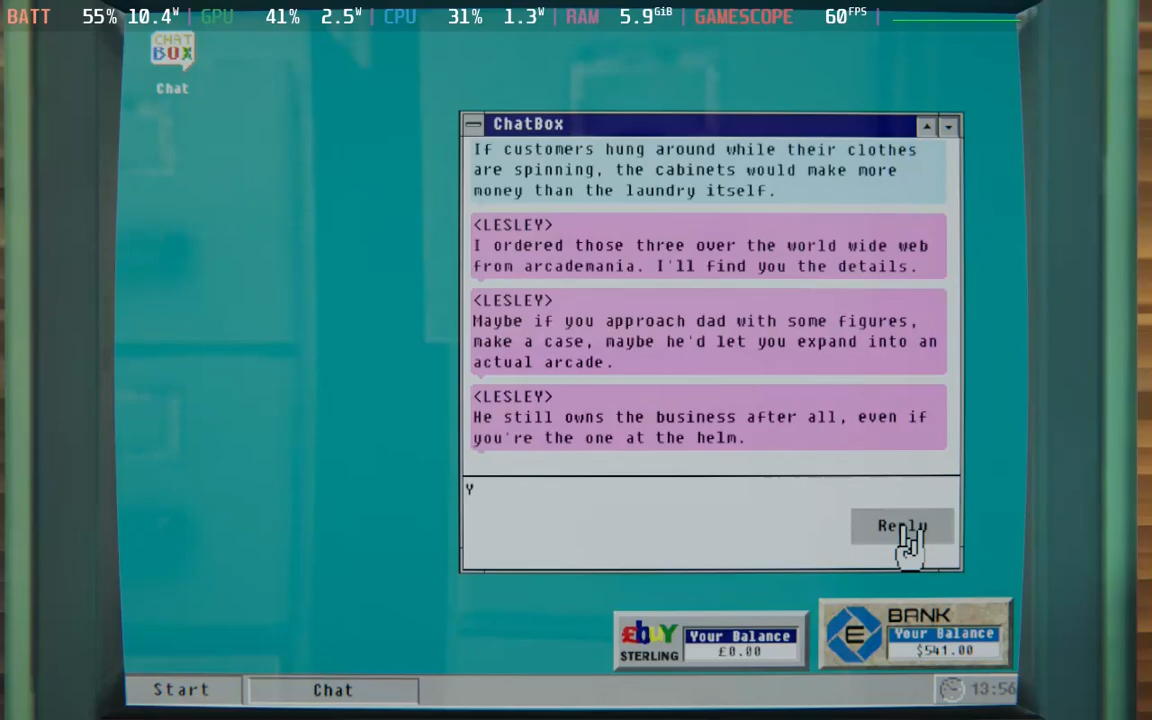 BATT 55% 10.4W | GPU 41% 2.5W | CPU 31% 1.3W | RAM 5.9GiB | GAMESCOPE 60FPS |
CHAT
BOX
Chat
ChatBox
If customers hung around while their clothes
are spinning, the cabinets would make more
money than the laundry itself.
<LESLEY>
I ordered those three over the world wide web
from arcademania. I'll find you the details.
<LESLEY>
Maybe if you approach dad with some figures,
make a case, maybe he'd let you expand into an
actual arcade.
<LESLEY>
He still owns the business after all, even if
you're the one at the helm.
Y
Reply
£buY
STERLING
Your Balance
£0.00
E
BANK
Your Balance
$541.00
Start
Chat
13:56